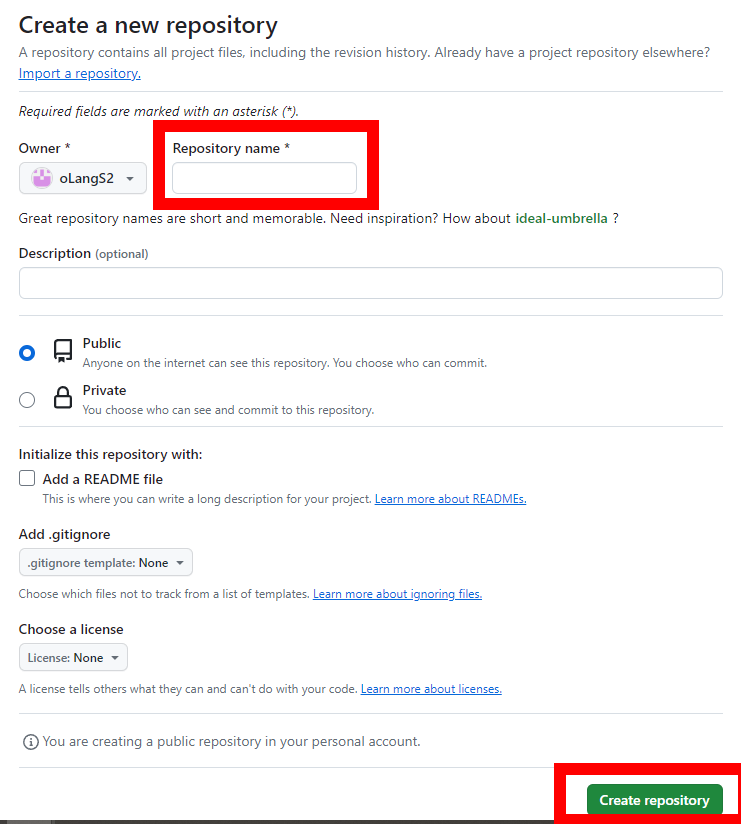 Create a new repository
A repository contains all project files, including the revision history. Already have a project repository elsewhere?
Import a repository.
Required fields are marked with an asterisk (*).
Owner *
Repository name *
oLangS2
Great repository names are short and memorable. Need inspiration? How about ideal-umbrella ?
Description (optional)
Public
Anyone on the internet can see this repository. You choose who can commit.
Private
You choose who can see and commit to this repository.
Initialize this repository with:
Add a README file
This is where you can write a long description for your project. Learn more about READMEs.
Add .gitignore
.gitignore template: None
Choose which files not to track from a list of templates. Learn more about ignoring files.
Choose a license
License: None
A license tells others what they can and can't do with your code. Learn more about licenses.
You are creating a public repository in your personal account.
Create repository